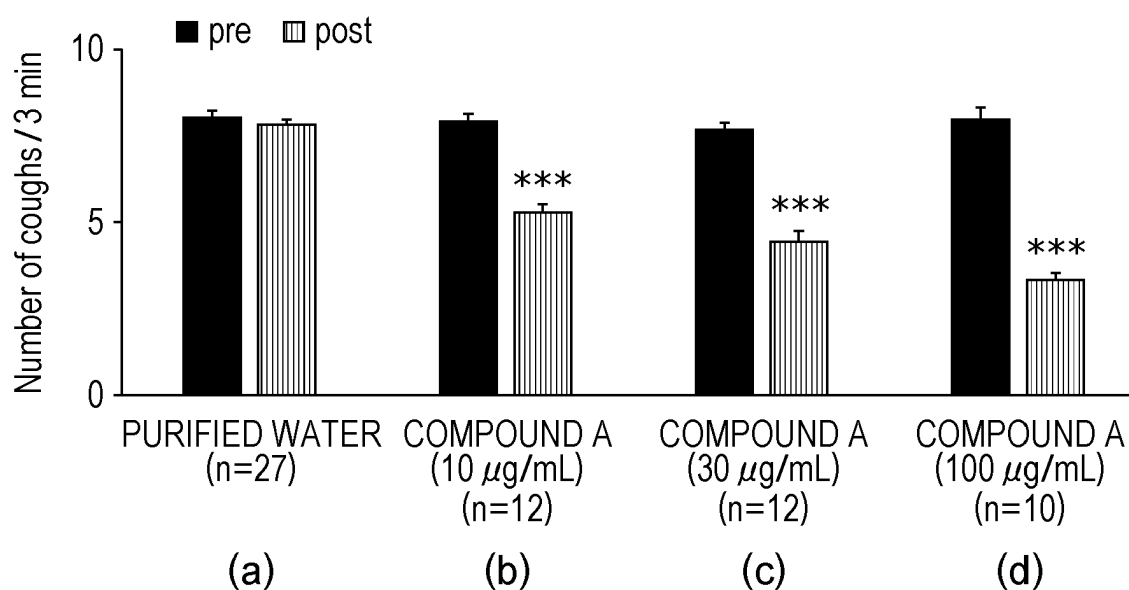 pre post
10
Number of coughs / 3 min
***
***
5
***
0
PURIFIED WATER COMPOUND A COMPOUND A COMPOUND A
(n=27) (10 μg/mL) (30 μg/mL) (100 μg/mL)
(n=12) (n=12) (n=10)
(a) (b) (c) (d)